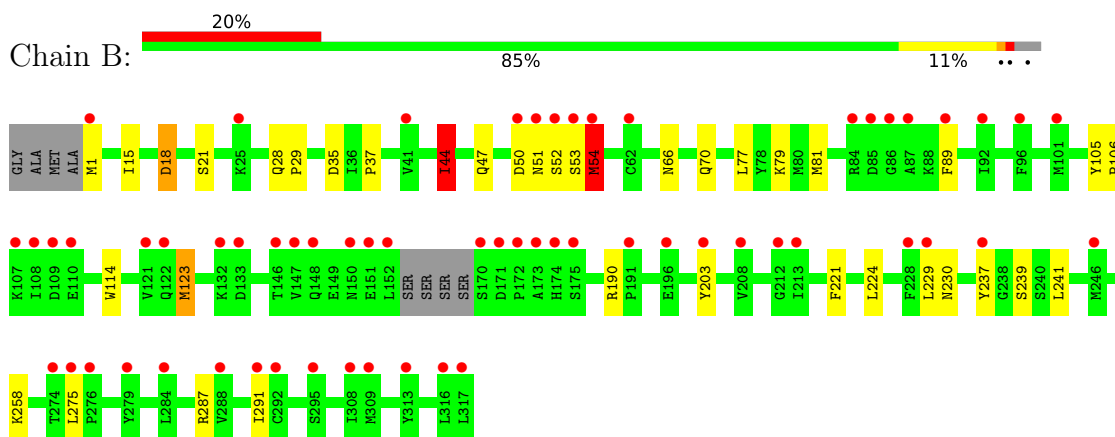 20%
Chain B:
85% 11% • • •
GLY ALA MET ALA M1 I15 D18 S21 K25 Q28 P29 D35 I36 P37 V41 I44 Q47 D50 N51 S52 S53 M54 C62 N66 Q70 L77 Y78 K79 M80 M81 R84 D85 G86 A87 K88 F89 I92 F96 M101 Y105 R106
K107 I108 D109 E110 W114 V121 Q122 M123 K132 D133 T146 V147 Q148 E149 N150 E151 L152 SER SER SER SER S170 D171 P172 A173 H174 S175 R190 P191 E196 Y203 V208 G212 I213 F221 L224 F228 L229 N230 Y237 G238 S239 S240 L241 M246
K258 T274 L275 P276 Y279 L284 R287 V288 I291 C292 S295 I308 M309 Y313 L316 L317